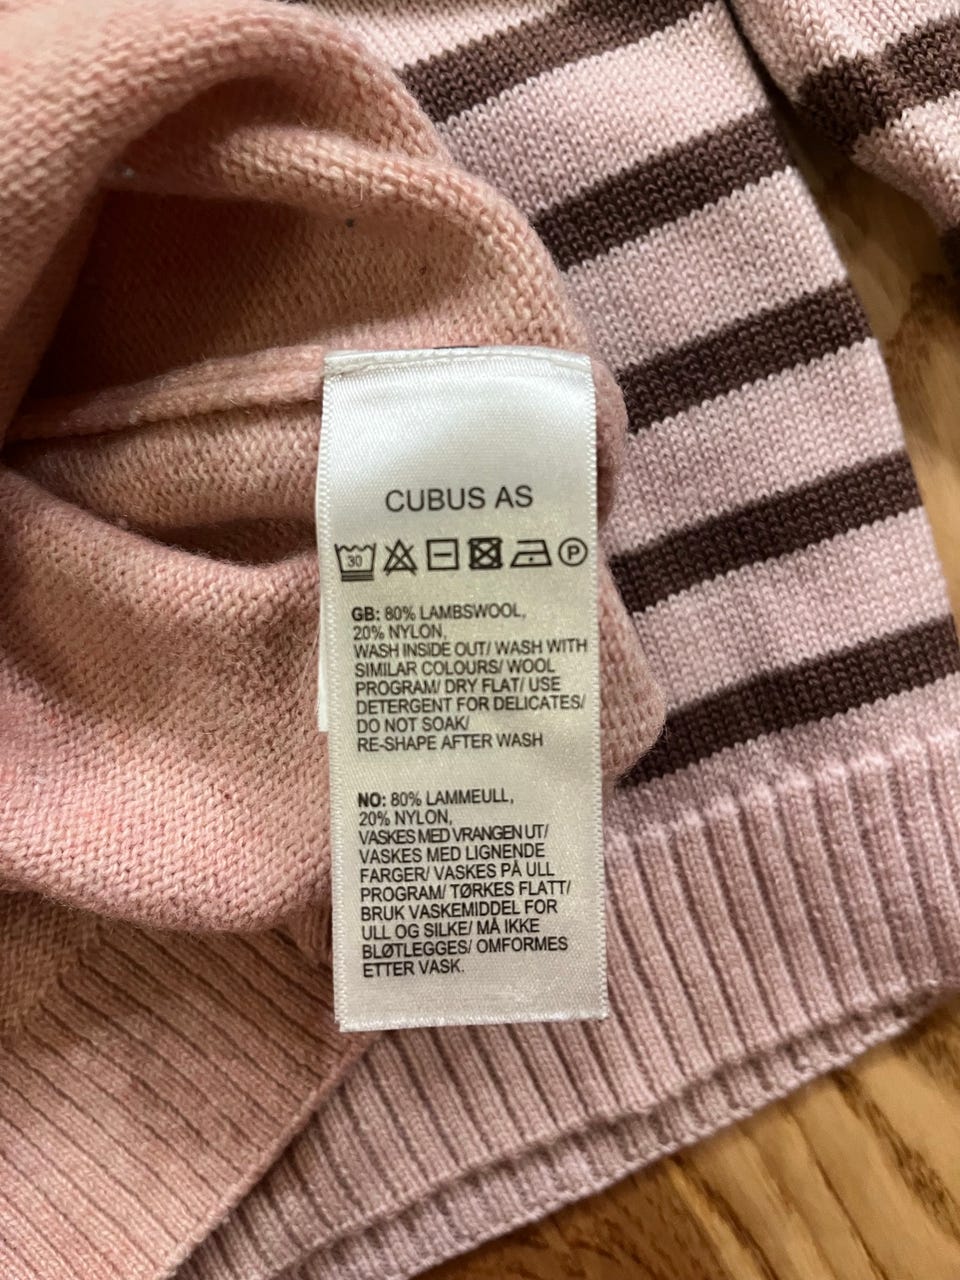 CUBUS AS
30 P
GB: 80% LAMBSWOOL,
20% NYLON,
WASH INSIDE OUT/ WASH WITH
SIMILAR COLOURS/ WOOL
PROGRAM/ DRY FLAT/ USE
DETERGENT FOR DELICATES/
DO NOT SOAK/
RE-SHAPE AFTER WASH
NO: 80% LAMMEULL,
20% NYLON,
VASKES MED VRANGEN UT/
VASKES MED LIGNENDE
FARGER/ VASKES PÅ ULL
PROGRAM/ TØRKES FLATT/
BRUK VASKEMIDDEL FOR
ULL OG SILKE/ MÅ IKKE
BLØTLEGGES/ OMFORMES
ETTER VASK.